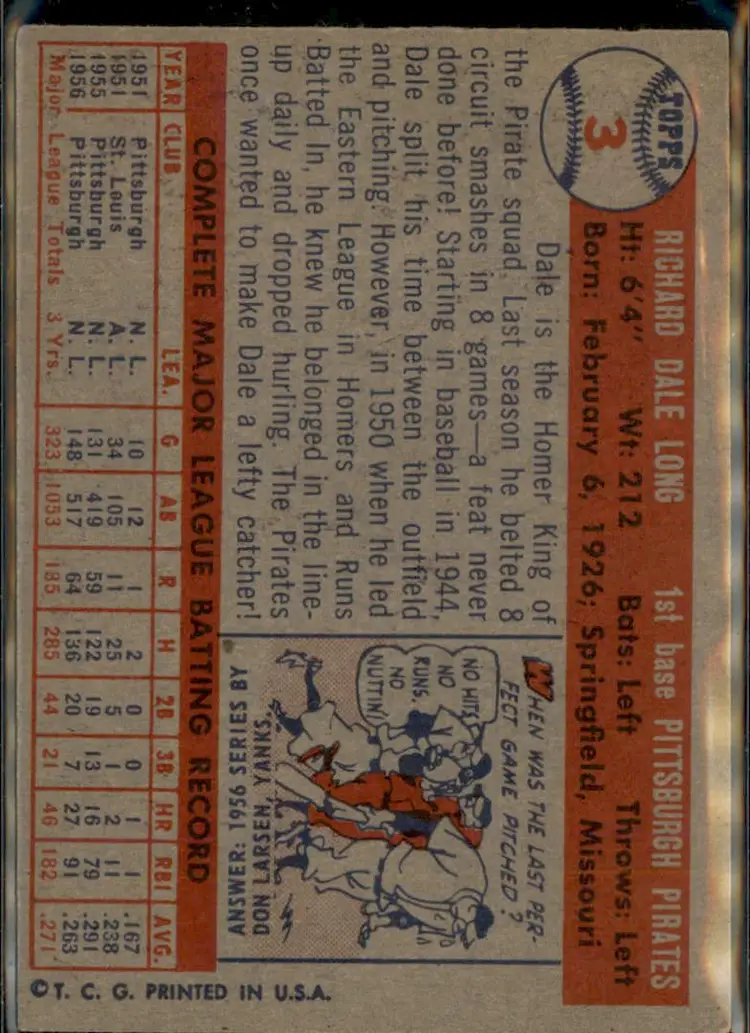 TOPPS
3
RICHARD DALE LONG 1st base PITTSBURGH PIRATES
Ht: 6'4" Wt: 212 Bats: Left Throws: Left
Born: February 6, 1926; Springfield, Missouri
Dale is the Homer King of
the Pirate squad. Last season he belted 8
circuit smashes in 8 games—a feat never
done before! Starting in baseball in 1944,
Dale split his time between the outfield
and pitching. However, in 1950 when he led
the Eastern League in Homers and Runs
Batted In, he knew he belonged in the line-
up daily and dropped hurling. The Pirates
once wanted to make Dale a lefty catcher!
WHEN WAS THE LAST PER-
FECT GAME PITCHED?
NO HITS
NO
RUNS.
NO
NUTTIN'
ANSWER: 1956 SERIES BY
DON LARSEN, YANKS.
COMPLETE MAJOR LEAGUE BATTING RECORD
YEAR CLUB LEA. G AB R H 2B 3B HR RBI AVG.
1951 Pittsburgh N. L. 10 12 1 2 0 0 1 1 .167
1951 St. Louis A. L. 34 105 11 25 5 1 2 11 .238
1955 Pittsburgh N. L. 131 419 59 122 19 13 16 79 .291
1956 Pittsburgh N. L. 148 517 64 136 20 7 27 91 .263
Major League Totals 3 Yrs. 323 1053 185 285 44 21 46 182 .271
©T. C. G. PRINTED IN U.S.A.